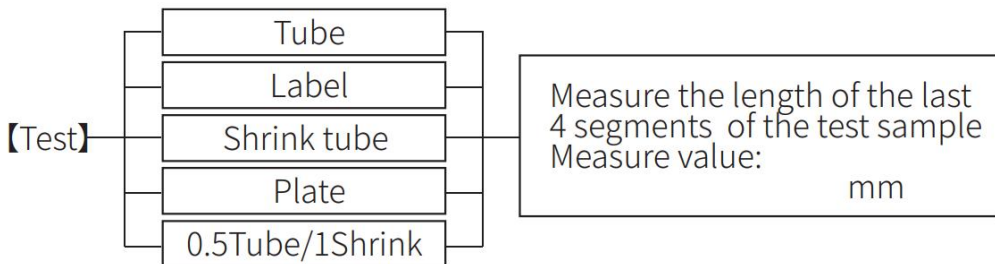 【Test】
Tube
Label
Shrink tube
Plate
0.5Tube/1Shrink
Measure the length of the last
4 segments of the test sample
Measure value:
mm